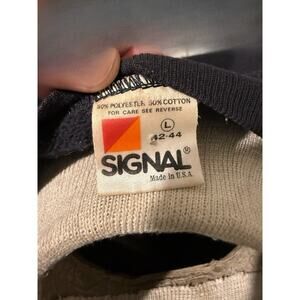 50% POLYESTER 50% COTTON
FOR CARE SEE REVERSE
L
42-44
SIGNAL®
Made in U.S.A.